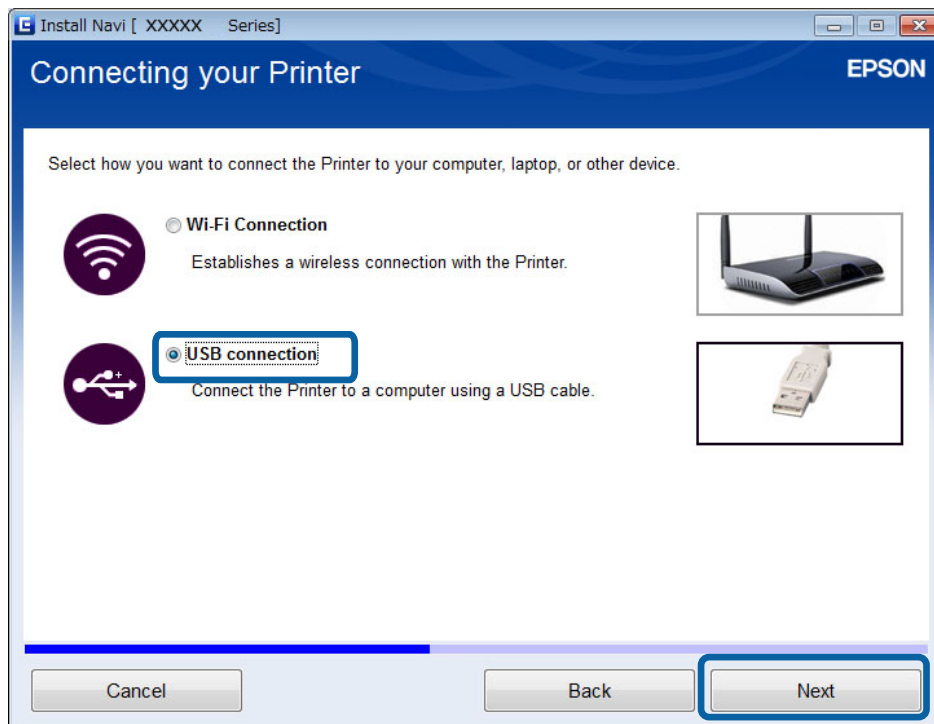 Install Navi [ XXXXX Series]
Connecting your Printer
EPSON
Select how you want to connect the Printer to your computer, laptop, or other device.
Wi-Fi Connection
Establishes a wireless connection with the Printer.
USB connection
Connect the Printer to a computer using a USB cable.
Cancel
Back
Next